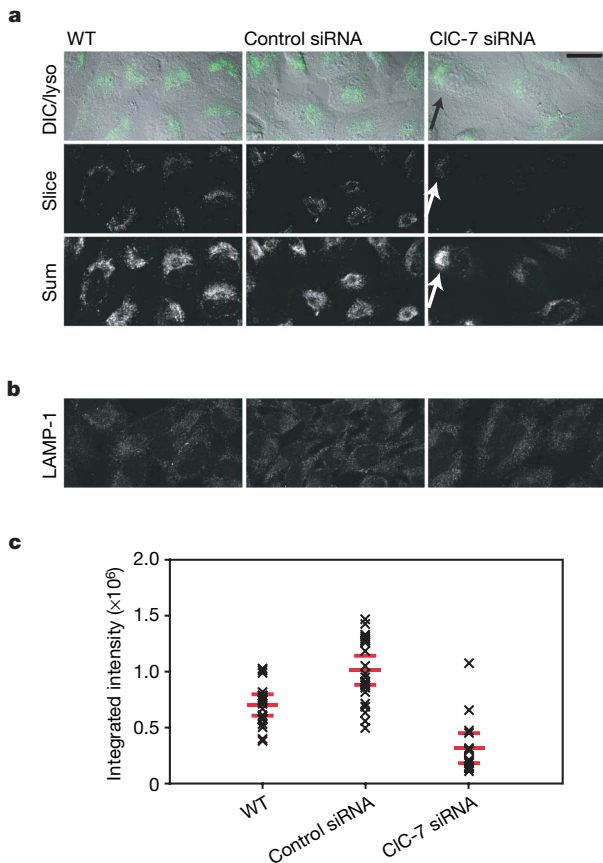 a
WT
Control siRNA
ClC-7 siRNA
DIC/lyso
Slice
Sum
b
LAMP-1
c
Integrated intensity (×10⁶)
2.0
1.5
1.0
0.5
0
WT
Control siRNA
ClC-7 siRNA